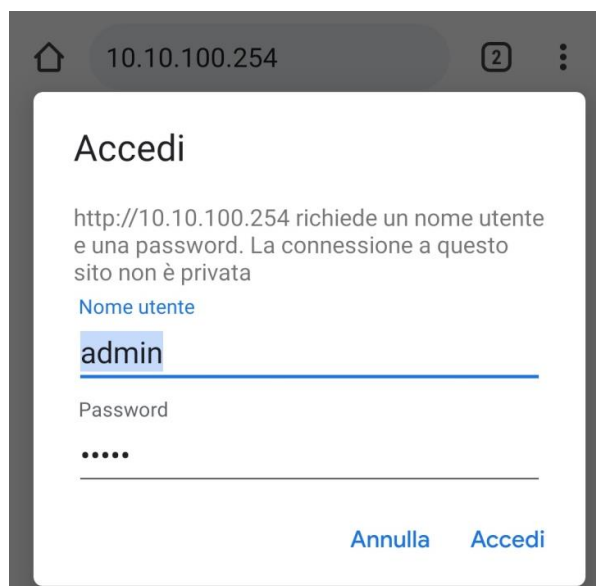 10.10.100.254
2
Accedi
http://10.10.100.254 richiede un nome utente
e una password. La connessione a questo
sito non è privata
Nome utente
admin
Password
•••••
Annulla
Accedi